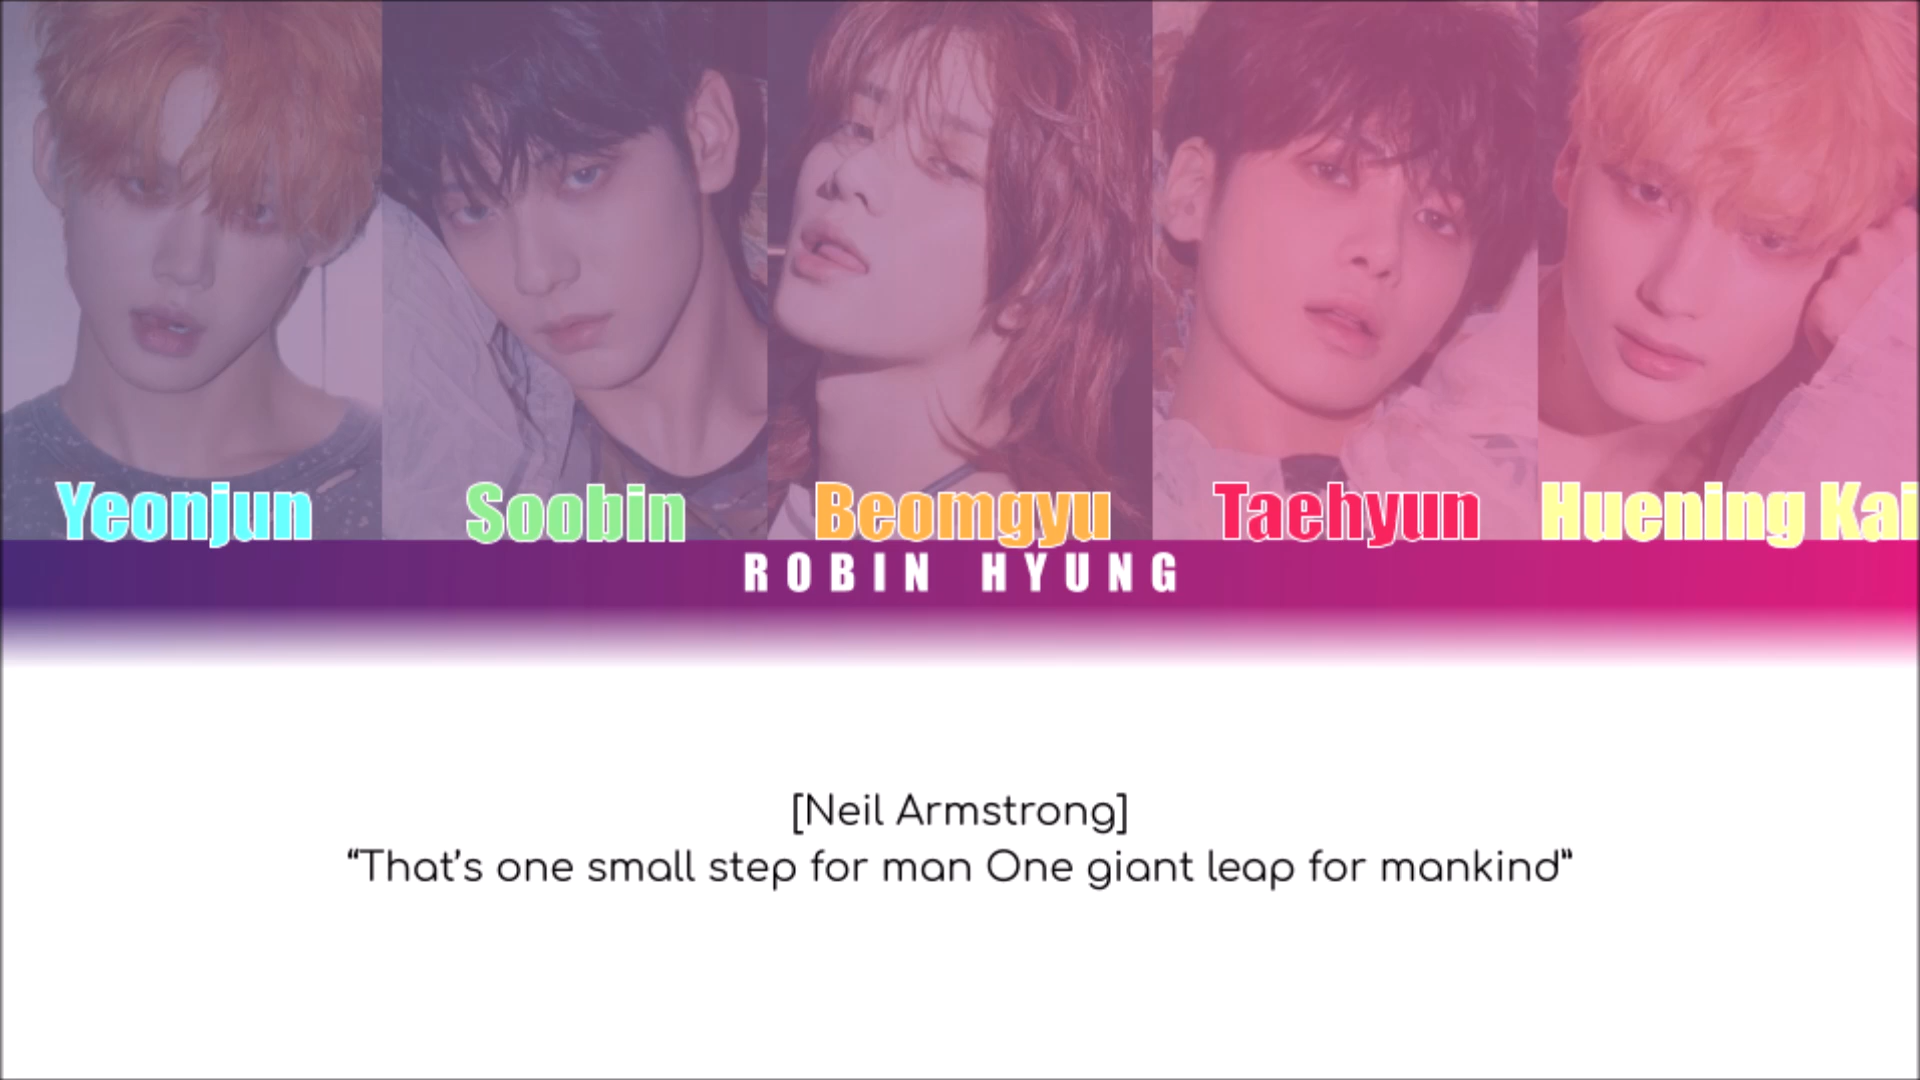 Yeonjun Soobin Beomgyu Taehyun Huening Kai
ROBIN HYUNG
[Neil Armstrong]
“That’s one small step for man One giant leap for mankind”